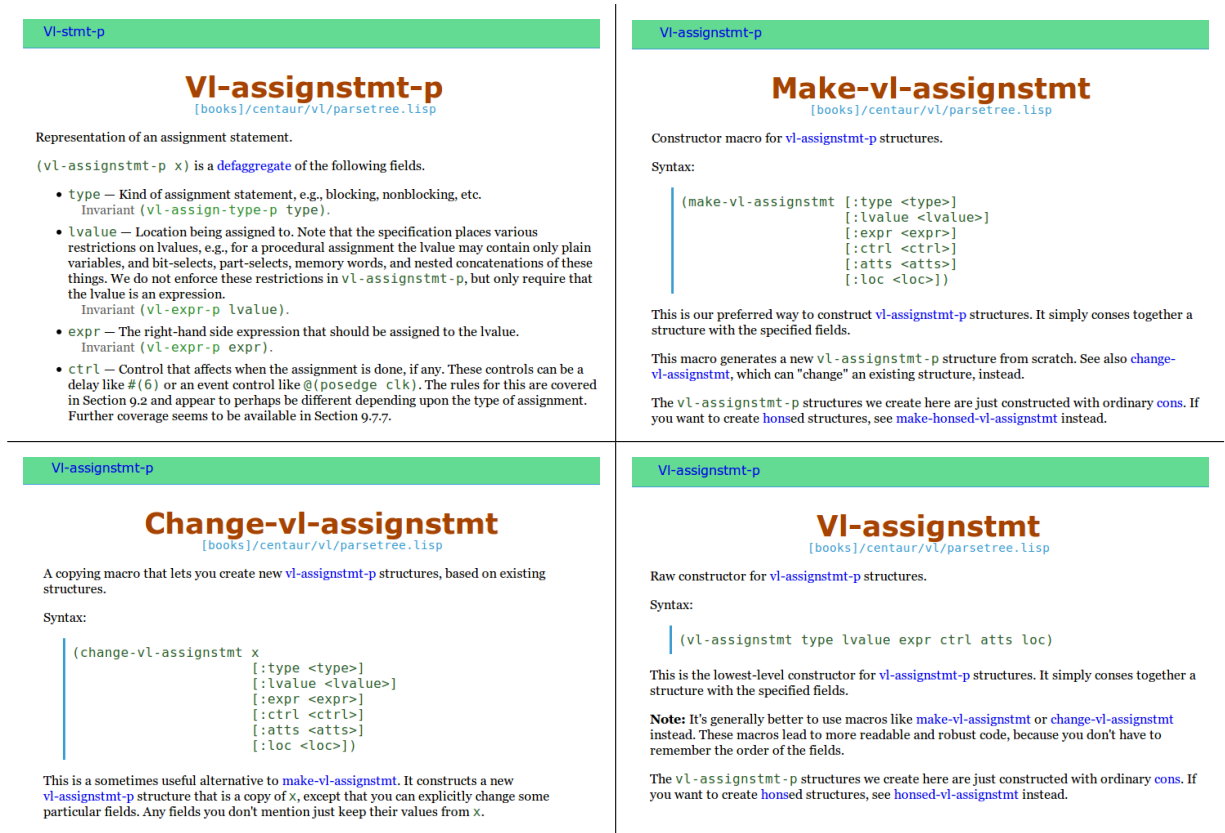 Vl-stmt-p
Vl-assignstmt-p
[books]/centaur/vl/parsetree.lisp
Representation of an assignment statement.
(vl-assignstmt-p x) is a defaggregate of the following fields.
• type — Kind of assignment statement, e.g., blocking, nonblocking, etc.
Invariant (vl-assign-type-p type).
• lvalue — Location being assigned to. Note that the specification places various
restrictions on lvalues, e.g., for a procedural assignment the lvalue may contain only plain
variables, and bit-selects, part-selects, memory words, and nested concatenations of these
things. We do not enforce these restrictions in vl-assignstmt-p, but only require that
the lvalue is an expression.
Invariant (vl-expr-p lvalue).
• expr — The right-hand side expression that should be assigned to the lvalue.
Invariant (vl-expr-p expr).
• ctrl — Control that affects when the assignment is done, if any. These controls can be a
delay like #(6) or an event control like @(posedge clk). The rules for this are covered
in Section 9.2 and appear to perhaps be different depending upon the type of assignment.
Further coverage seems to be available in Section 9.7.7.
Vl-assignstmt-p
Make-vl-assignstmt
[books]/centaur/vl/parsetree.lisp
Constructor macro for vl-assignstmt-p structures.
Syntax:
(make-vl-assignstmt [:type <type>]
[:lvalue <lvalue>]
[:expr <expr>]
[:ctrl <ctrl>]
[:atts <atts>]
[:loc <loc>])
This is our preferred way to construct vl-assignstmt-p structures. It simply conses together a
structure with the specified fields.
This macro generates a new vl-assignstmt-p structure from scratch. See also change-
vl-assignstmt, which can "change" an existing structure, instead.
The vl-assignstmt-p structures we create here are just constructed with ordinary cons. If
you want to create honsed structures, see make-honsed-vl-assignstmt instead.
Vl-assignstmt-p
Change-vl-assignstmt
[books]/centaur/vl/parsetree.lisp
A copying macro that lets you create new vl-assignstmt-p structures, based on existing
structures.
Syntax:
(change-vl-assignstmt x
[:type <type>]
[:lvalue <lvalue>]
[:expr <expr>]
[:ctrl <ctrl>]
[:atts <atts>]
[:loc <loc>])
This is a sometimes useful alternative to make-vl-assignstmt. It constructs a new
vl-assignstmt-p structure that is a copy of x, except that you can explicitly change some
particular fields. Any fields you don't mention just keep their values from x.
Vl-assignstmt-p
Vl-assignstmt
[books]/centaur/vl/parsetree.lisp
Raw constructor for vl-assignstmt-p structures.
Syntax:
(vl-assignstmt type lvalue expr ctrl atts loc)
This is the lowest-level constructor for vl-assignstmt-p structures. It simply conses together a
structure with the specified fields.
Note: It's generally better to use macros like make-vl-assignstmt or change-vl-assignstmt
instead. These macros lead to more readable and robust code, because you don't have to
remember the order of the fields.
The vl-assignstmt-p structures we create here are just constructed with ordinary cons. If
you want to create honsed structures, see honsed-vl-assignstmt instead.